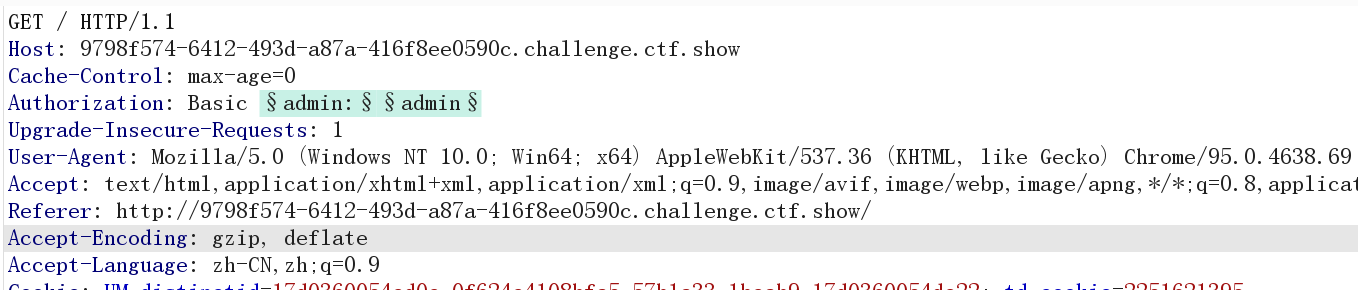 GET / HTTP/1.1
Host: 9798f574-6412-493d-a87a-416f8ee0590c.challenge.ctf.show
Cache-Control: max-age=0
Authorization: Basic §admin:§§admin§
Upgrade-Insecure-Requests: 1
User-Agent: Mozilla/5.0 (Windows NT 10.0; Win64; x64) AppleWebKit/537.36 (KHTML, like Gecko) Chrome/95.0.4638.69
Accept: text/html,application/xhtml+xml,application/xml;q=0.9,image/avif,image/webp,image/apng,*/*;q=0.8,applicat
Referer: http://9798f574-6412-493d-a87a-416f8ee0590c.challenge.ctf.show/
Accept-Encoding: gzip, deflate
Accept-Language: zh-CN,zh;q=0.9